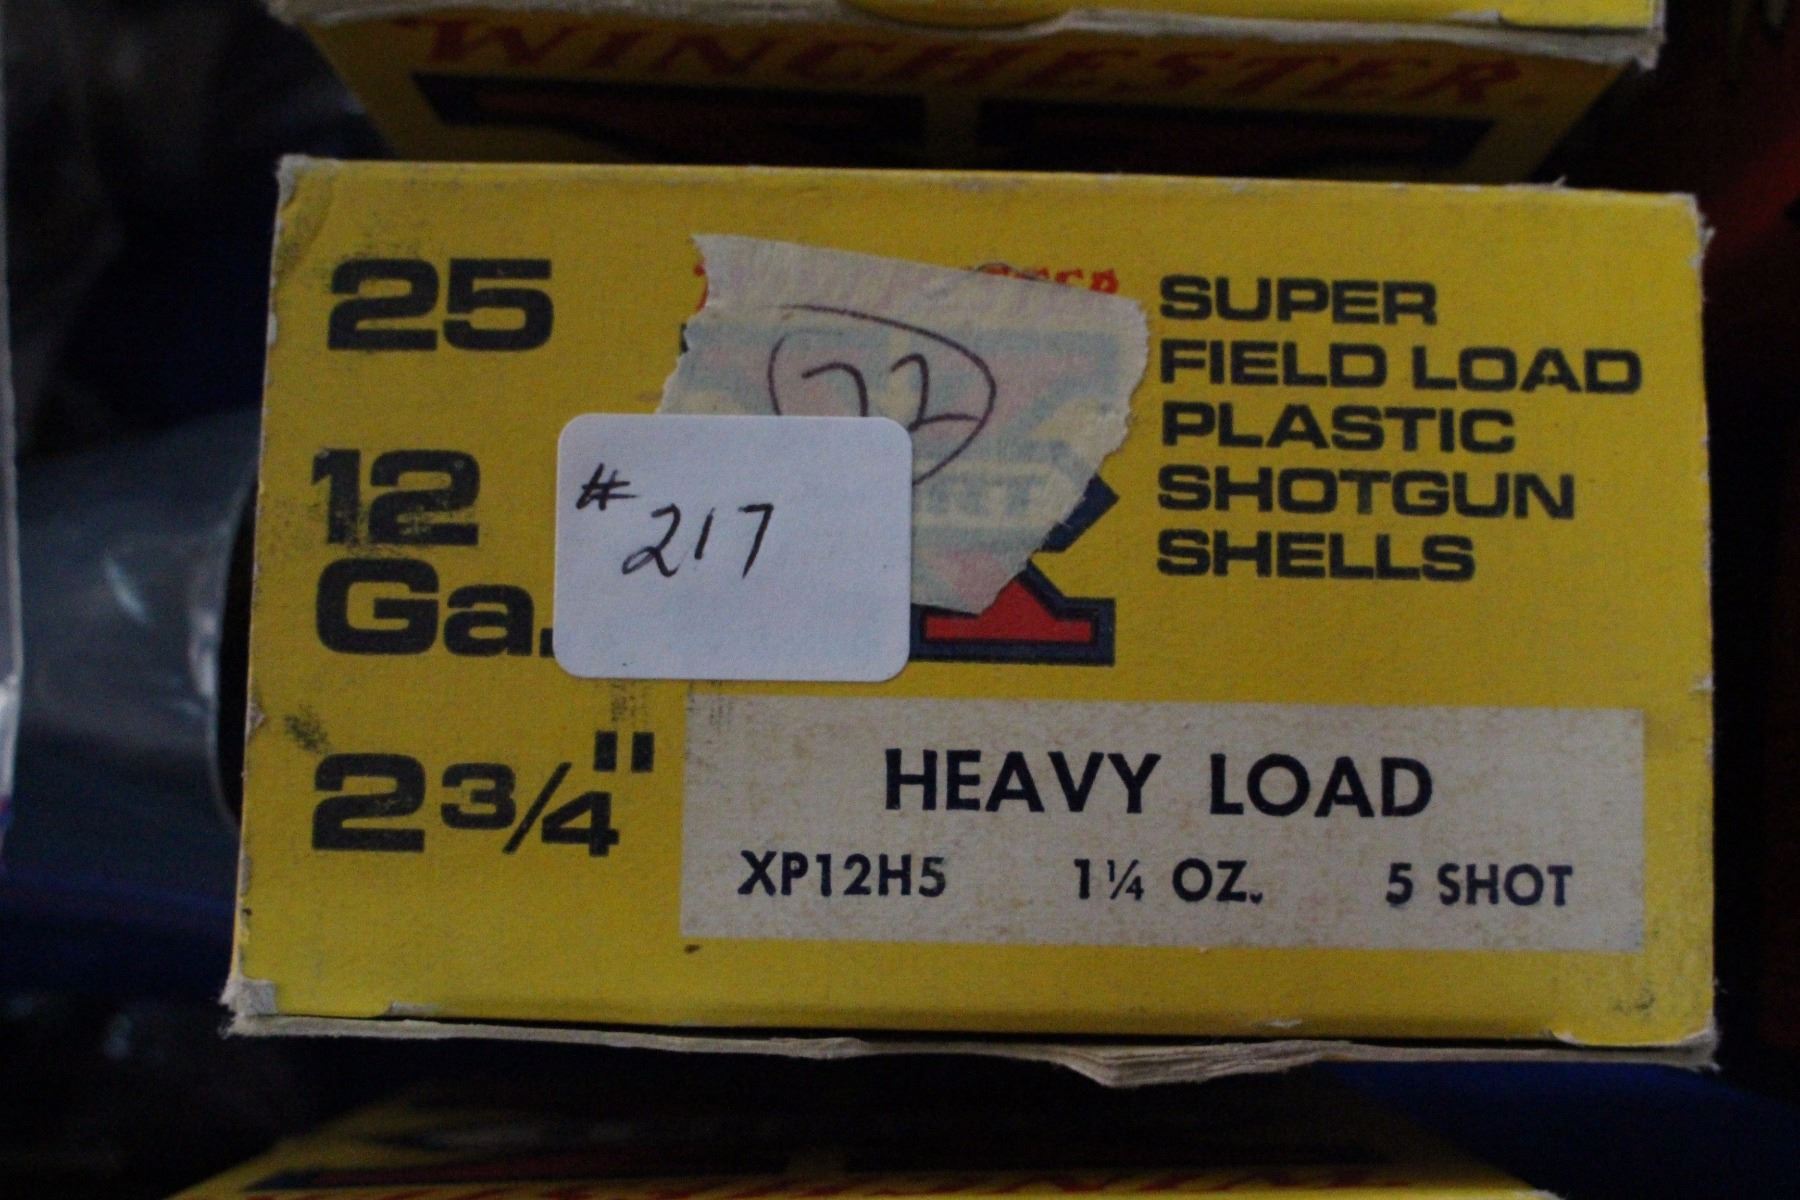 WINCHESTER
25
12
Ga.
2 3/4"
22
# 217
SUPER
FIELD LOAD
PLASTIC
SHOTGUN
SHELLS
HEAVY LOAD
XP12H5 1¼ OZ. 5 SHOT